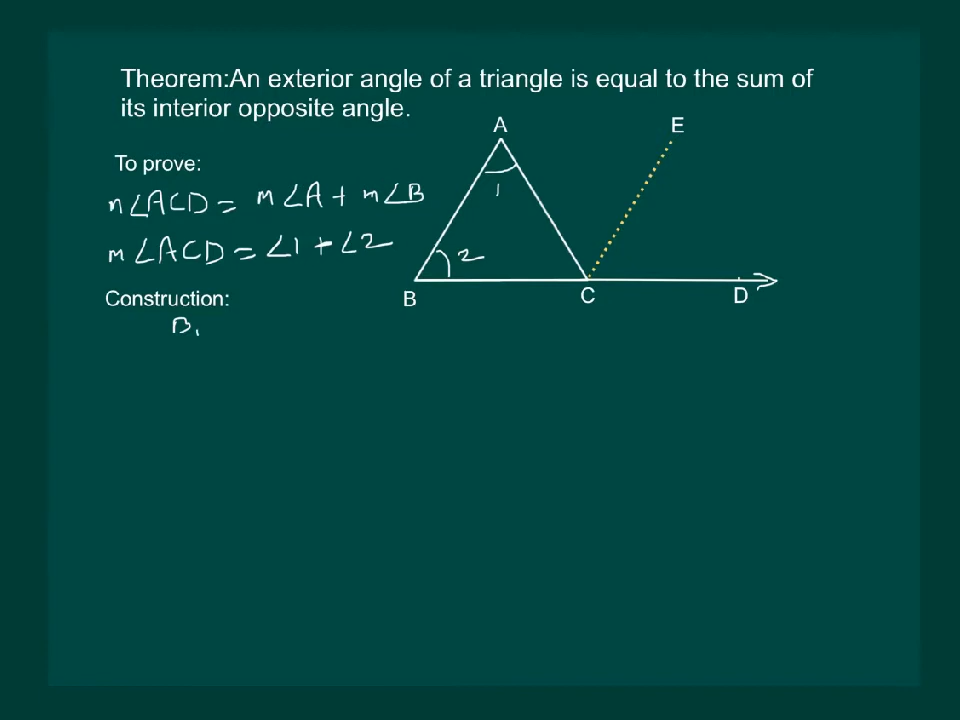 Theorem:An exterior angle of a triangle is equal to the sum of
its interior opposite angle.
A
E
To prove:
m∠ACD = m∠A + m∠B
1
m∠ACD = ∠1 + ∠2
2
Construction:
B
C
D
B,